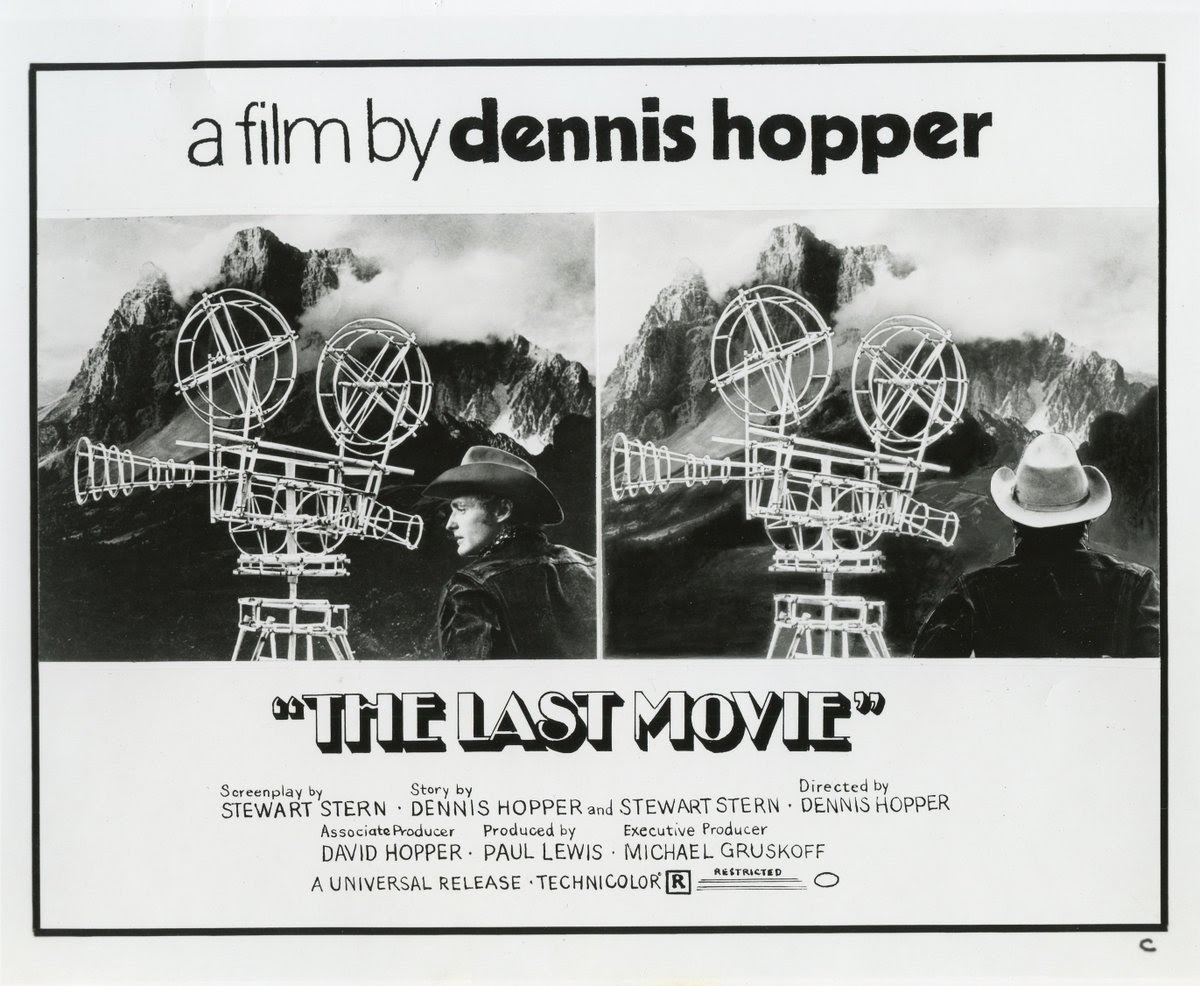 a film by dennis hopper
“THE LAST MOVIE”
Screenplay by Story by Directed by
STEWART STERN · DENNIS HOPPER and STEWART STERN · DENNIS HOPPER
Associate Producer Produced by Executive Producer
DAVID HOPPER · PAUL LEWIS · MICHAEL GRUSKOFF
A UNIVERSAL RELEASE · TECHNICOLOR® R RESTRICTED
C